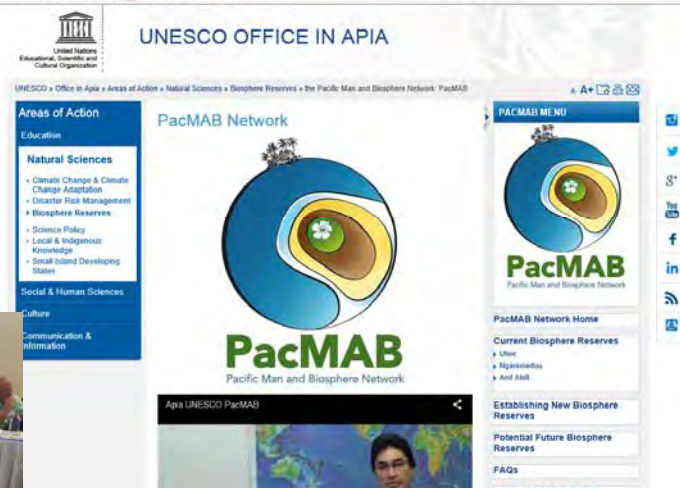 United Nations
Educational, Scientific and
Cultural Organization
UNESCO OFFICE IN APIA
UNESCO » Office in Apia » Areas of Action » Natural Sciences » Biosphere Reserves » the Pacific Man and Biosphere Network: PacMAB
A A+
Areas of Action
Education
Natural Sciences
Climate Change & Climate
Change Adaptation
Disaster Risk Management
Biosphere Reserves
Science Policy
Local & Indigenous
Knowledge
Small Island Developing
States
Social & Human Sciences
Culture
Communication &
Information
PacMAB Network
PacMAB
Pacific Man and Biosphere Network
Apia UNESCO PacMAB
PACMAB MENU
PacMAB
Pacific Man and Biosphere Network
PacMAB Network Home
Current Biosphere Reserves
Utwe
And Atoll
Establishing New Biosphere
Reserves
Potential Future Biosphere
Reserves
FAQs
g+
You
Tube
f
in